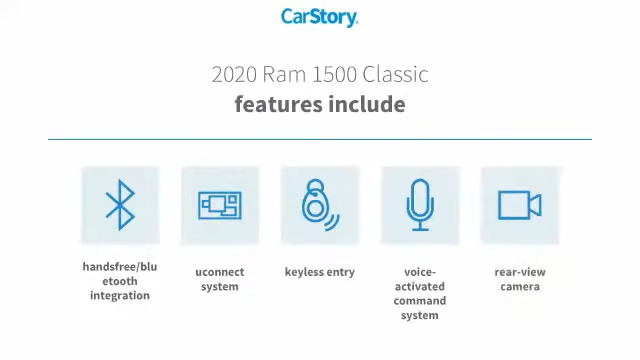 CarStory.
2020 Ram 1500 Classic
features include
handsfree/blu
etooth
integration
uconnect
system
keyless entry
voice-
activated
command
system
rear-view
camera